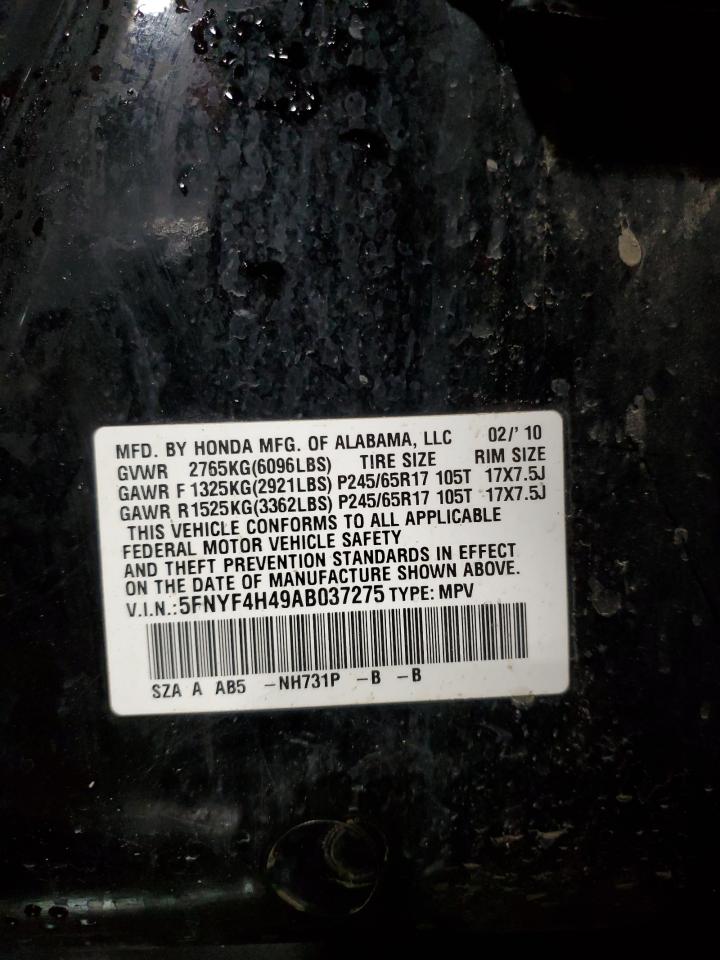 MFD. BY HONDA MFG. OF ALABAMA, LLC 02/' 10
GVWR 2765KG(6096LBS) TIRE SIZE RIM SIZE
GAWR F 1325KG(2921LBS) P245/65R17 105T 17X7.5J
GAWR R 1525KG(3362LBS) P245/65R17 105T 17X7.5J
THIS VEHICLE CONFORMS TO ALL APPLICABLE
FEDERAL MOTOR VEHICLE SAFETY
AND THEFT PREVENTION STANDARDS IN EFFECT
ON THE DATE OF MANUFACTURE SHOWN ABOVE.
V.I.N.:5FNYF4H49AB037275 TYPE: MPV
SZA A AB5 -NH731P -B -B